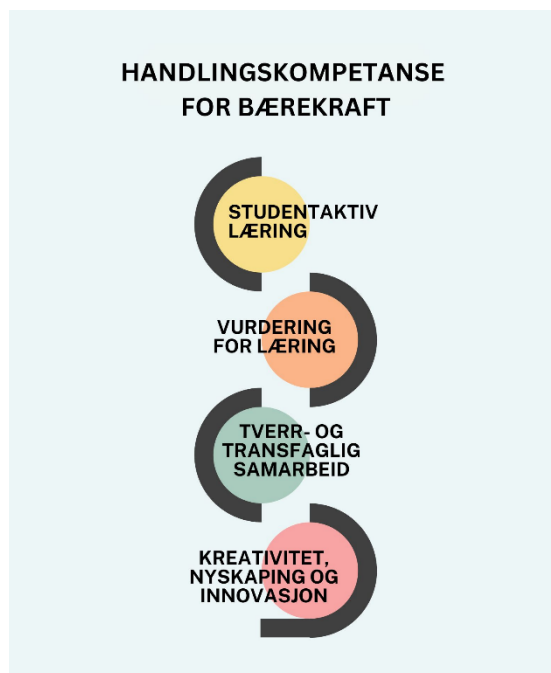 HANDLINGSKOMPETANSE
FOR BÆREKRAFT
STUDENTAKTIV
LÆRING
VURDERING
FOR LÆRING
TVERR- OG
TRANSFAGLIG
SAMARBEID
KREATIVITET,
NYSKAPING OG
INNOVASJON